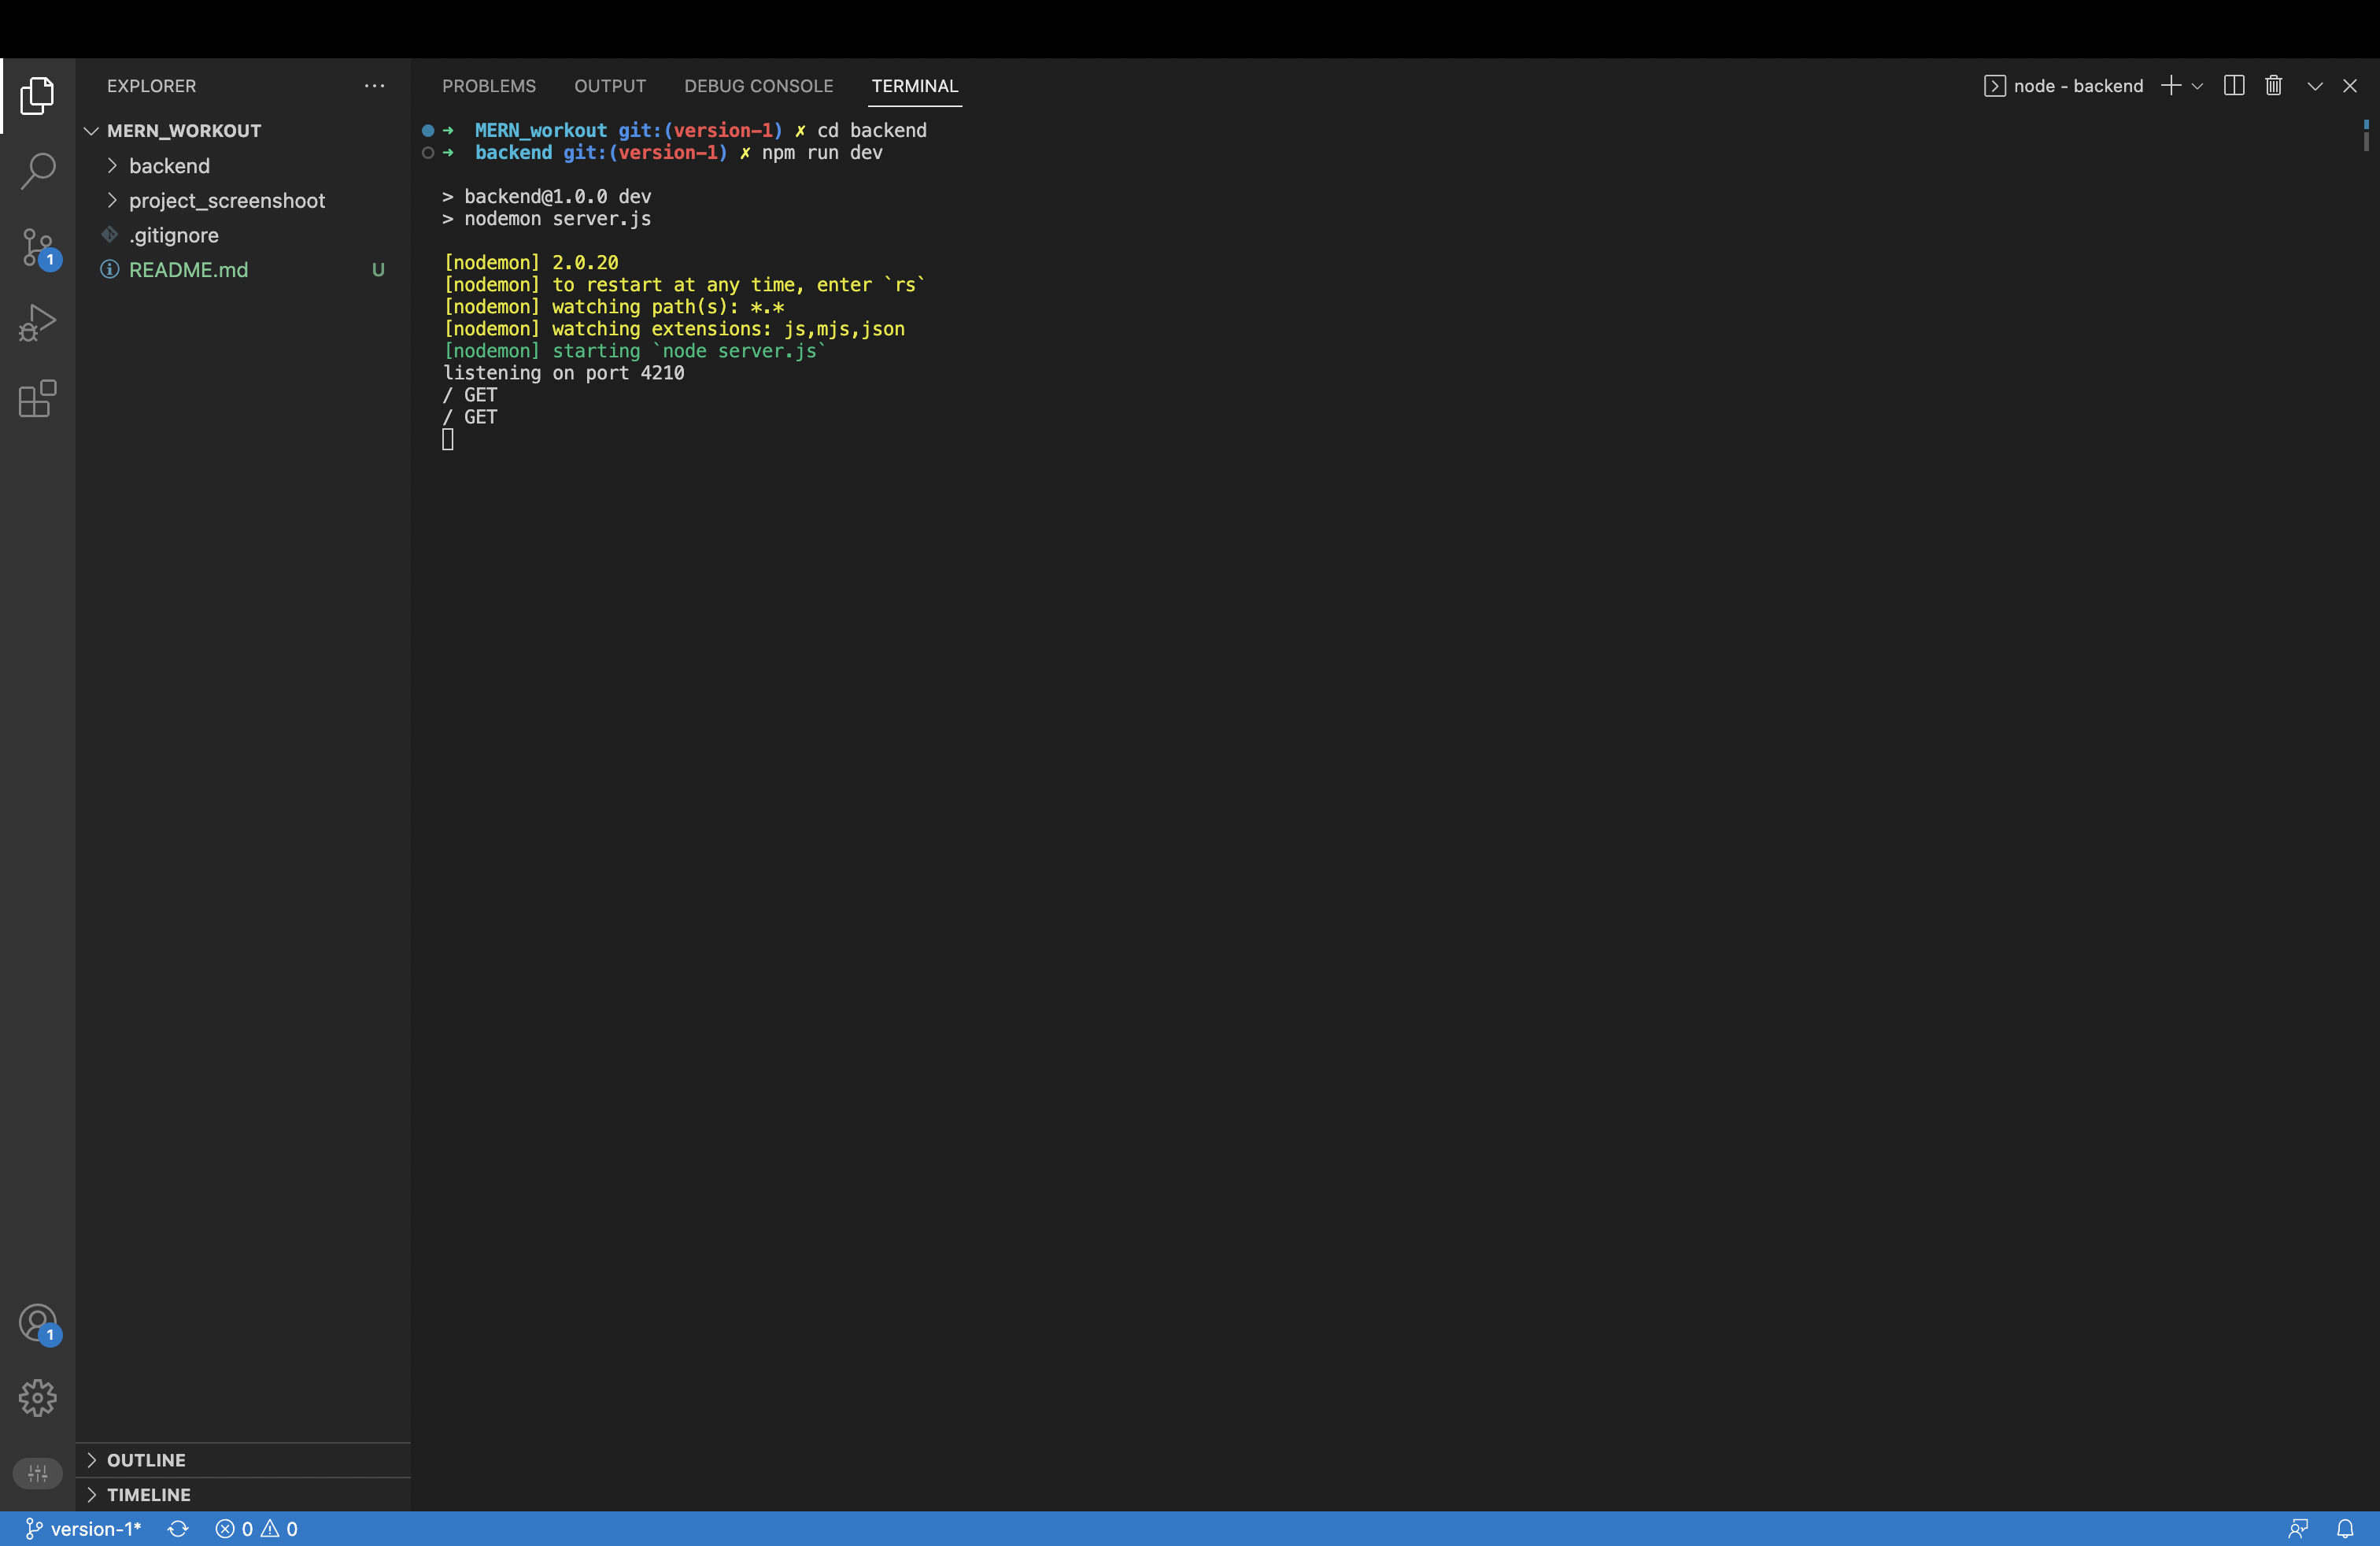 EXPLORER
MERN_WORKOUT
backend
project_screenshoot
.gitignore
README.md U
1
1
OUTLINE
TIMELINE
PROBLEMS OUTPUT DEBUG CONSOLE TERMINAL
node - backend
➜ MERN_workout git:(version-1) ✗ cd backend
➜ backend git:(version-1) ✗ npm run dev
> backend@1.0.0 dev
> nodemon server.js
[nodemon] 2.0.20
[nodemon] to restart at any time, enter `rs`
[nodemon] watching path(s): *.*
[nodemon] watching extensions: js,mjs,json
[nodemon] starting `node server.js`
listening on port 4210
/ GET
/ GET
version-1* 0 0